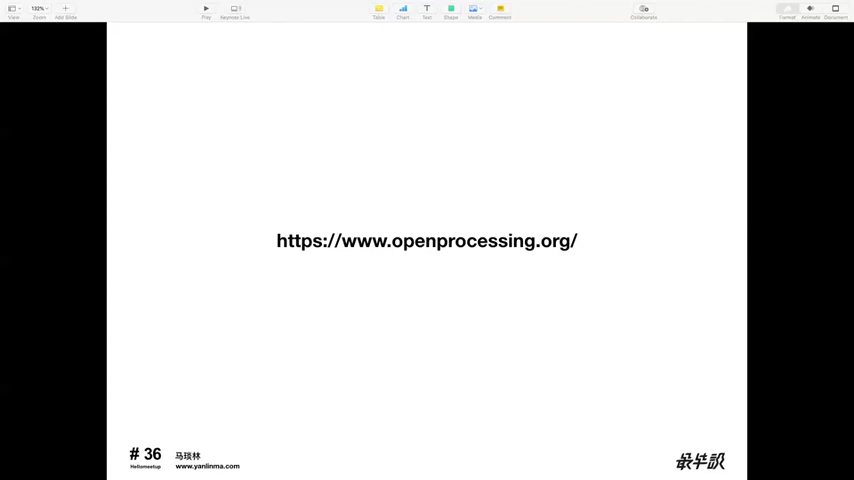 132%
View
Zoom
Add Slide
Play
Keynote Live
Table
Chart
Text
Shape
Media
Comment
Collaborate
Format
Animate
Document
https://www.openprocessing.org/
# 36
Hellomeetup
马琰林
www.yanlinma.com